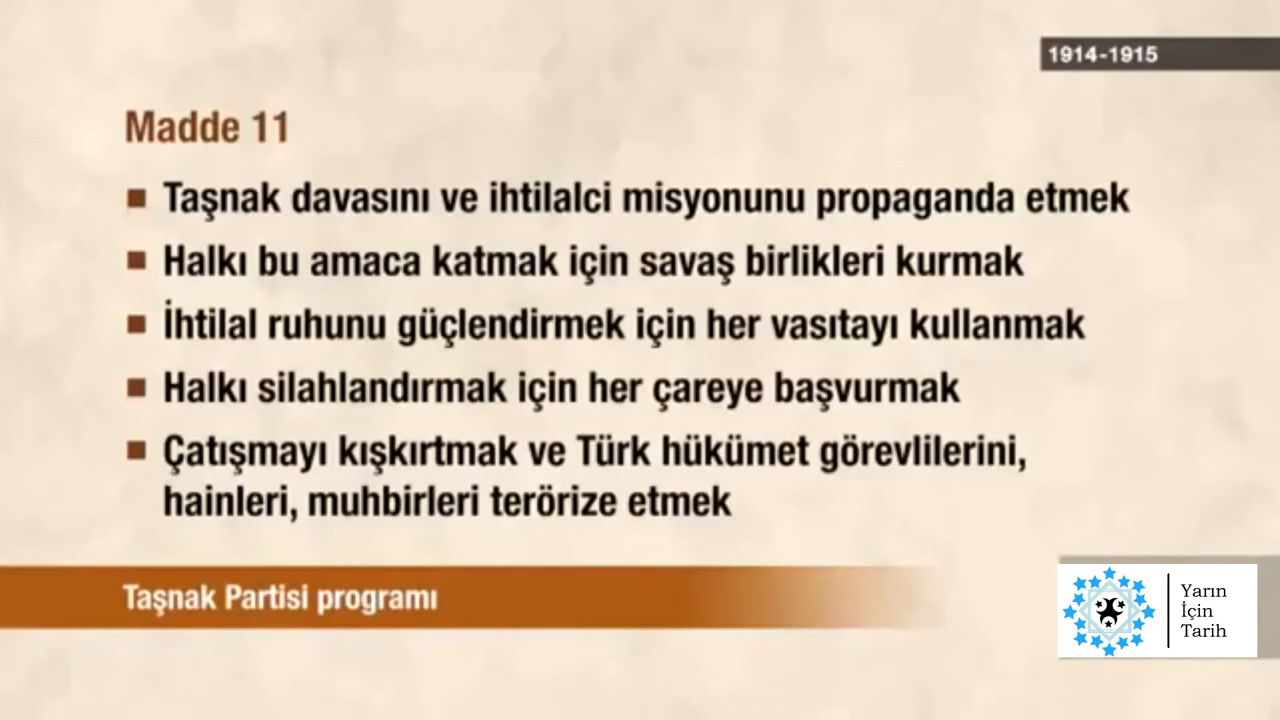 1914-1915
Madde 11
Taşnak davasını ve ihtilalci misyonunu propaganda etmek
Halkı bu amaca katmak için savaş birlikleri kurmak
İhtilal ruhunu güçlendirmek için her vasıtayı kullanmak
Halkı silahlandırmak için her çareye başvurmak
Çatışmayı kışkırtmak ve Türk hükümet görevlilerini,
hainleri, muhbirleri terörize etmek
Taşnak Partisi programı
Yarın
İçin
Tarih